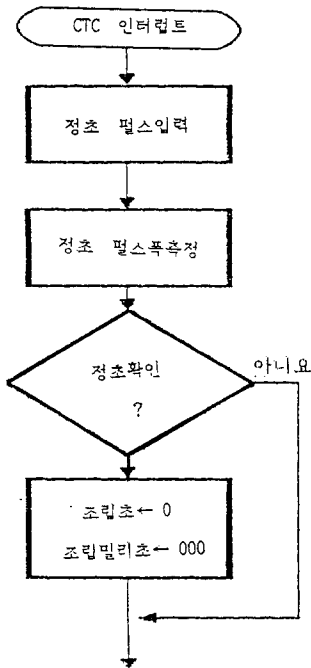 CTC 인터럽트
정초 펄스입력
정초 펄스폭측정
정초확인
?
아니요
조립초← 0
조립밀리초← 000